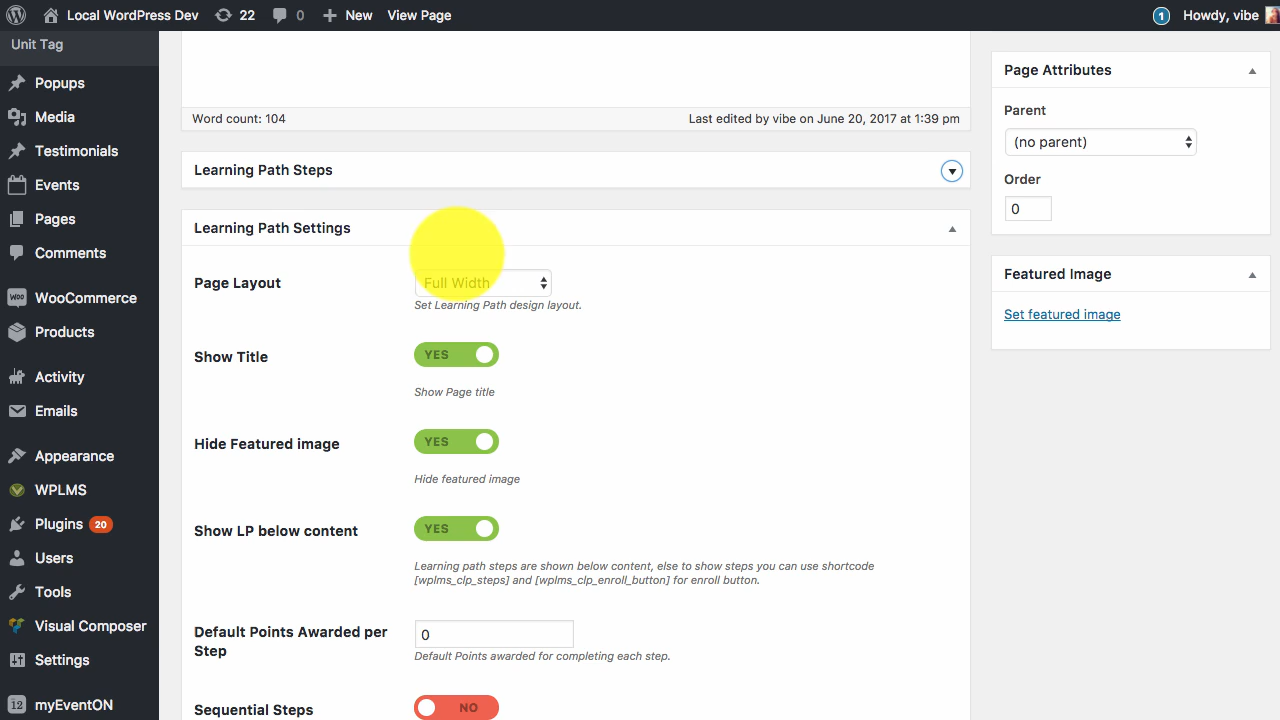 Local WordPress Dev 22 0 New View Page 1 Howdy, vibe
Unit Tag
Popups
Media
Testimonials
Events
Pages
Comments
WOO WooCommerce
Products
Activity
Emails
Appearance
WPLMS
Plugins 20
Users
Tools
Visual Composer
Settings
12 myEventON
Word count: 104 Last edited by vibe on June 20, 2017 at 1:39 pm
Learning Path Steps
Learning Path Settings
Page Layout
Full Width
Set Learning Path design layout.
Show Title
YES
Show Page title
Hide Featured image
YES
Hide featured image
Show LP below content
YES
Learning path steps are shown below content, else to show steps you can use shortcode
[wplms_clp_steps] and [wplms_clp_enroll_button] for enroll button.
Default Points Awarded per
Step
0
Default Points awarded for completing each step.
Sequential Steps
NO
Page Attributes
Parent
(no parent)
Order
0
Featured Image
Set featured image